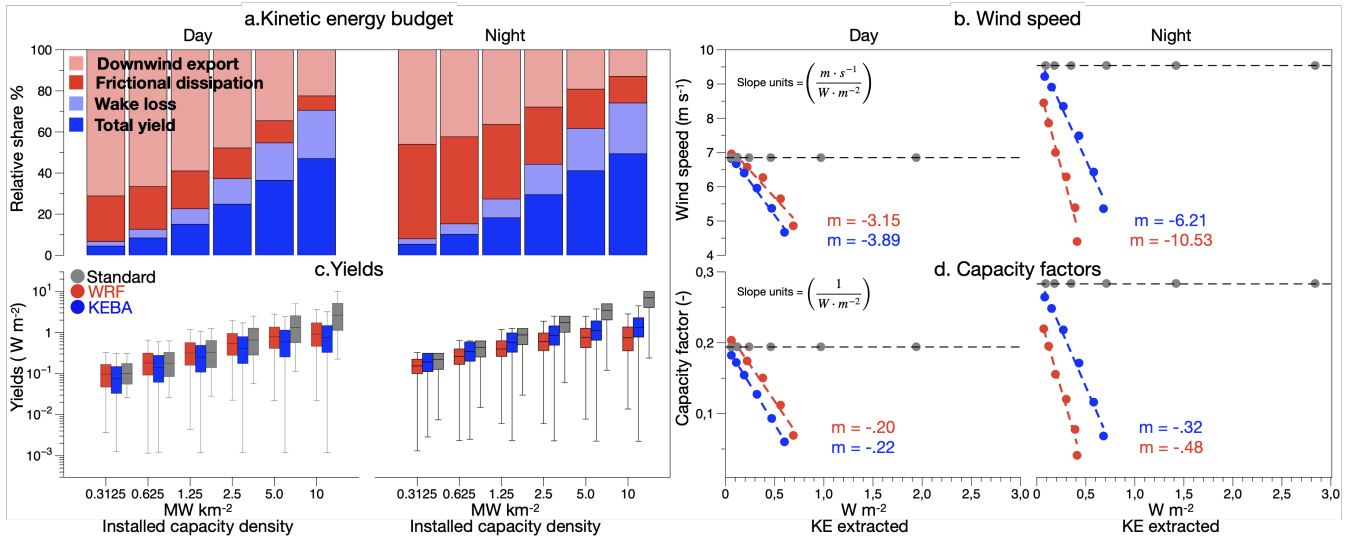 a.Kinetic energy budget
Day
Night
Relative share %
100
80
60
40
20
0
Downwind export
Frictional dissipation
Wake loss
Total yield
c.Yields
Standard
WRF
KEBA
Yields ( W m-2)
10¹
1
10⁻¹
10⁻²
10⁻³
0.3125 0.625 1.25 2.5 5.0 10
MW km-2
Installed capacity density
0.3125 0.625 1.25 2.5 5.0 10
MW km-2
Installed capacity density
b. Wind speed
Day
Night
Wind speed (m s-1)
10
9
8
7
6
5
4
Slope units = (m · s⁻¹ / W · m⁻²)
m = -3.15
m = -3.89
m = -6.21
m = -10.53
d. Capacity factors
Capacity factor (-)
0,3
0,2
0,1
Slope units = (1 / W · m⁻²)
m = -.20
m = -.22
m = -.32
m = -.48
0 0,5 1,0 1,5 2,0 2,5 3,0
W m-2
KE extracted
0 0,5 1,0 1,5 2,0 2,5 3,0
W m-2
KE extracted